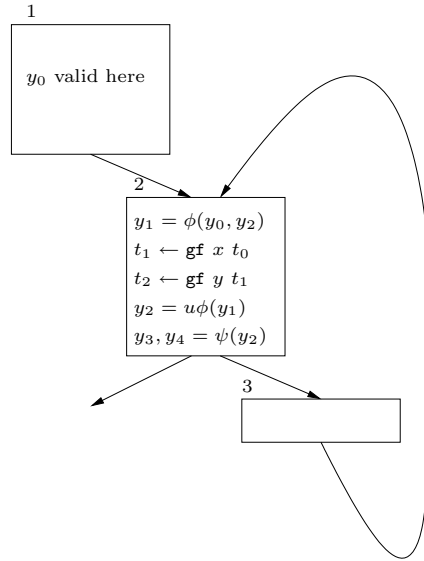 1
y₀ valid here
2
y₁ = ϕ(y₀, y₂)
t₁ ← gf x t₀
t₂ ← gf y t₁
y₂ = uϕ(y₁)
y₃, y₄ = ψ(y₂)
3